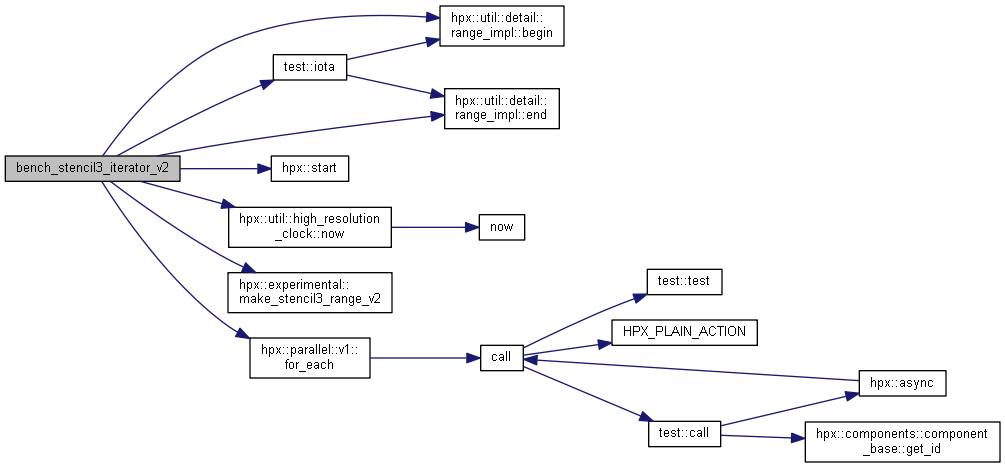 hpx::util::detail::
range_impl::begin
test::iota
hpx::util::detail::
range_impl::end
bench_stencil3_iterator_v2
hpx::start
hpx::util::high_resolution
_clock::now
now
hpx::experimental::
make_stencil3_range_v2
test::test
HPX_PLAIN_ACTION
hpx::parallel::v1::
for_each
call
hpx::async
test::call
hpx::components::component
_base::get_id